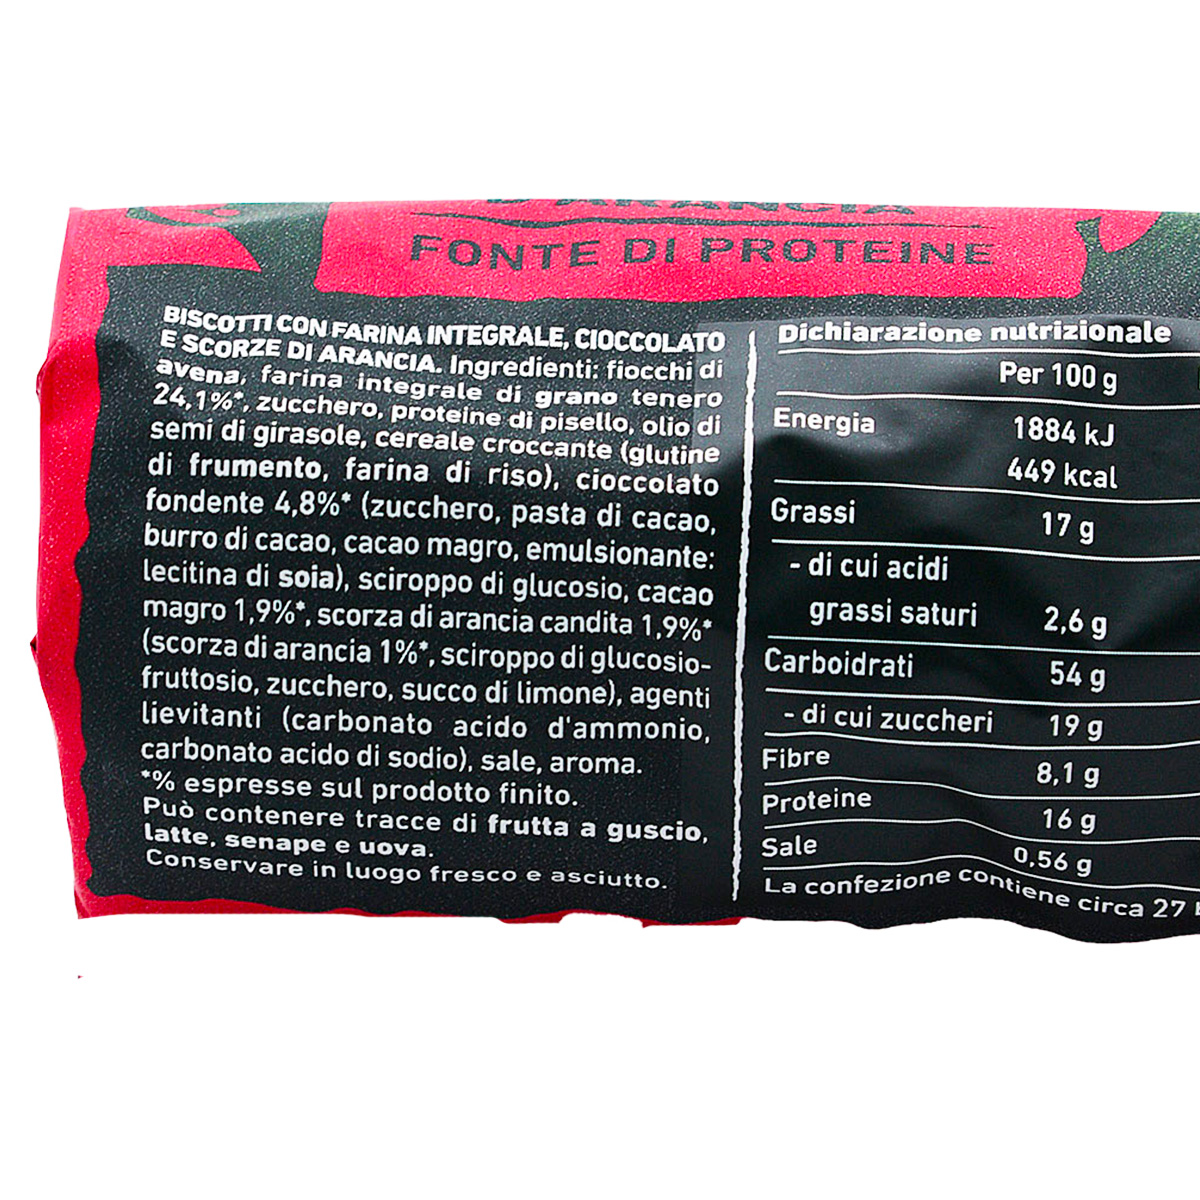 D'ARANCIA
FONTE DI PROTEINE
BISCOTTI CON FARINA INTEGRALE, CIOCCOLATO
E SCORZE DI ARANCIA. Ingredienti: fiocchi di
avena, farina integrale di grano tenero
24,1%*, zucchero, proteine di pisello, olio di
semi di girasole, cereale croccante (glutine
di frumento, farina di riso), cioccolato
fondente 4,8%* (zucchero, pasta di cacao,
burro di cacao, cacao magro, emulsionante:
lecitina di soia), sciroppo di glucosio, cacao
magro 1,9%*, scorza di arancia candita 1,9%*
(scorza di arancia 1%*, sciroppo di glucosio-
fruttosio, zucchero, succo di limone), agenti
lievitanti (carbonato acido d'ammonio,
carbonato acido di sodio), sale, aroma.
*% espresse sul prodotto finito.
Può contenere tracce di frutta a guscio,
latte, senape e uova.
Conservare in luogo fresco e asciutto.
Dichiarazione nutrizionale
Per 100 g
Energia 1884 kJ
449 kcal
Grassi 17 g
- di cui acidi
grassi saturi 2,6 g
Carboidrati 54 g
- di cui zuccheri 19 g
Fibre 8,1 g
Proteine 16 g
Sale 0,56 g
La confezione contiene circa 27